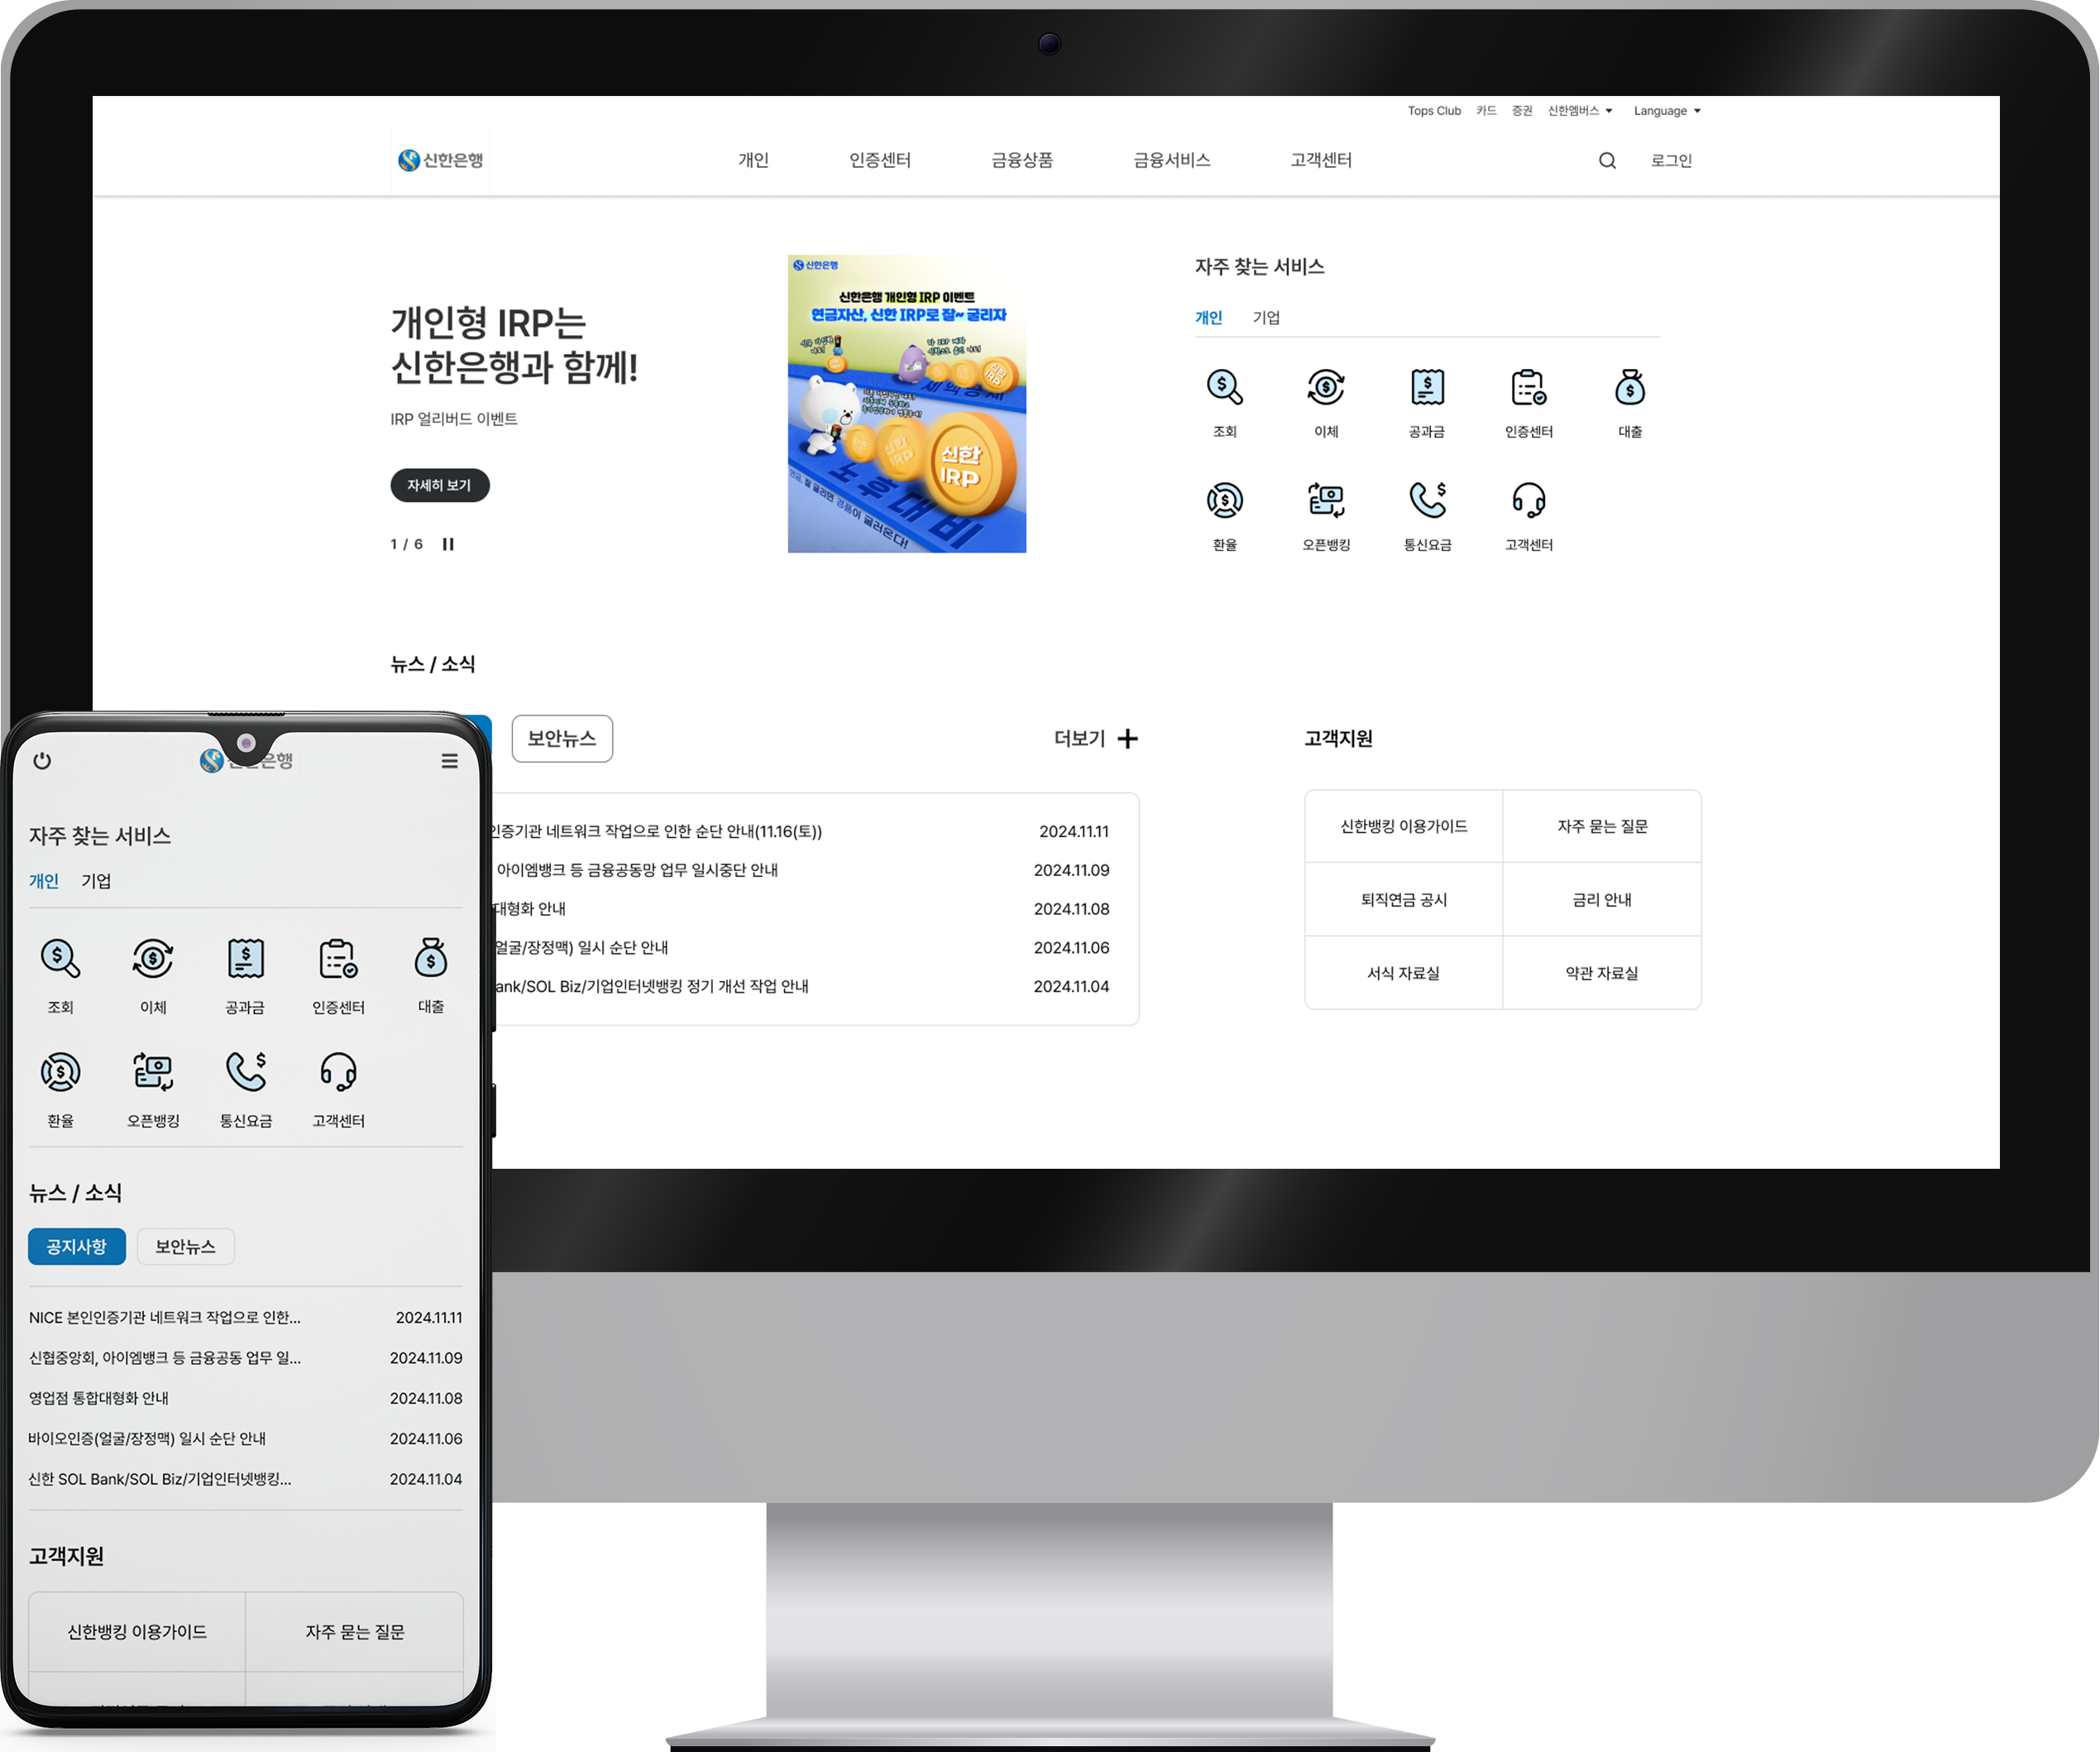 Tops Club 카드 증권 신한멤버스 Language
신한은행 개인 인증센터 금융상품 금융서비스 고객센터 로그인
개인형 IRP는
신한은행과 함께!
IRP 얼리버드 이벤트
자세히 보기
1 / 6
신한은행
신한은행 개인형 IRP 이벤트
연금자산, 신한 IRP로 잘~ 굴리자
세액공제
신한 IRP
신한
IRP
노후대비
연금, 잘 굴리면 경품이 굴러온다!
자주 찾는 서비스
개인 기업
조회 이체 공과금 인증센터 대출
환율 오픈뱅킹 통신요금 고객센터
뉴스 / 소식
보안뉴스 더보기
인증기관 네트워크 작업으로 인한 순단 안내(11.16(토)) 2024.11.11
아이엠뱅크 등 금융공동망 업무 일시중단 안내 2024.11.09
대형화 안내 2024.11.08
얼굴/장정맥) 일시 순단 안내 2024.11.06
ank/SOL Biz/기업인터넷뱅킹 정기 개선 작업 안내 2024.11.04
고객지원
신한뱅킹 이용가이드 자주 묻는 질문
퇴직연금 공시 금리 안내
서식 자료실 약관 자료실
은행
자주 찾는 서비스
개인 기업
조회 이체 공과금 인증센터 대출
환율 오픈뱅킹 통신요금 고객센터
뉴스 / 소식
공지사항 보안뉴스
NICE 본인인증기관 네트워크 작업으로 인한... 2024.11.11
신협중앙회, 아이엠뱅크 등 금융공동 업무 일... 2024.11.09
영업점 통합대형화 안내 2024.11.08
바이오인증(얼굴/장정맥) 일시 순단 안내 2024.11.06
신한 SOL Bank/SOL Biz/기업인터넷뱅킹... 2024.11.04
고객지원
신한뱅킹 이용가이드 자주 묻는 질문